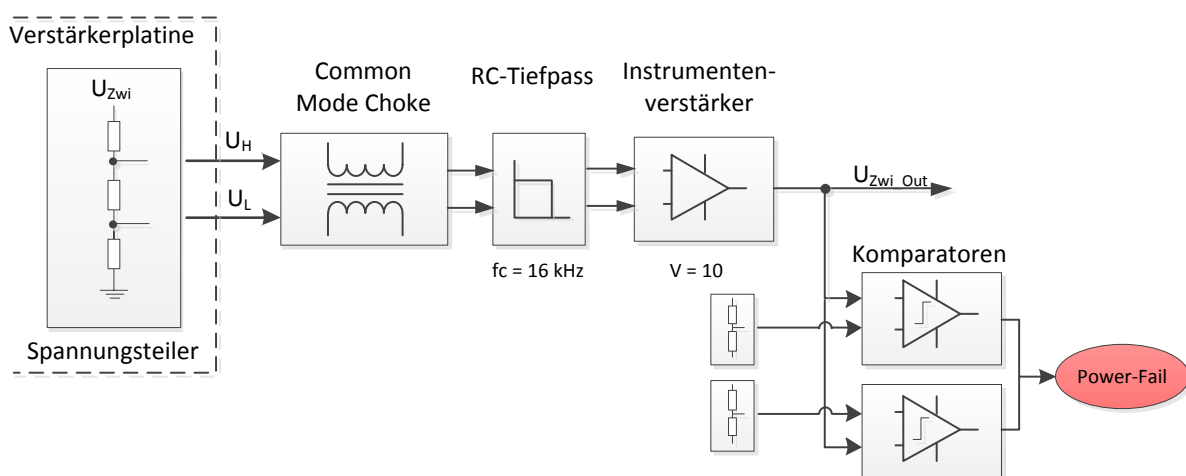 Verstärkerplatine
U_Zwi
Spannungsteiler
U_H
U_L
Common
Mode Choke
RC-Tiefpass
fc = 16 kHz
Instrumenten-
verstärker
V = 10
U_Zwi_Out
Komparatoren
Power-Fail